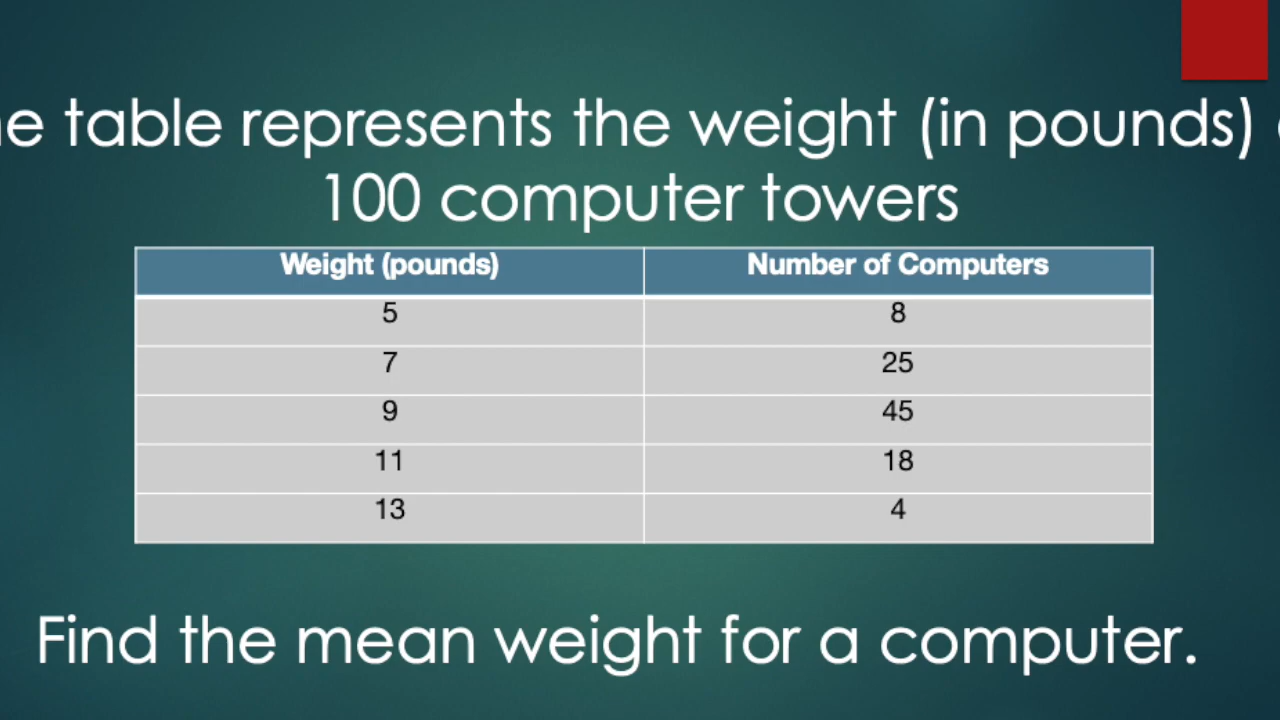 he table represents the weight (in pounds)
100 computer towers
Weight (pounds) Number of Computers
5 8
7 25
9 45
11 18
13 4
Find the mean weight for a computer.